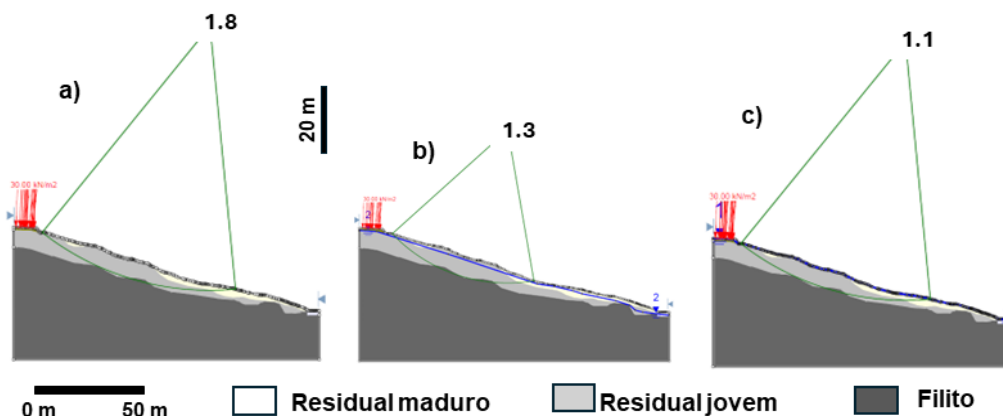 1.8
a)
20 m
30.00 kN/m2
1.3
b)
30.00 kN/m2
2
2
1.1
c)
30.00 kN/m2
1
0 m 50 m
Residual maduro
Residual jovem
Filito